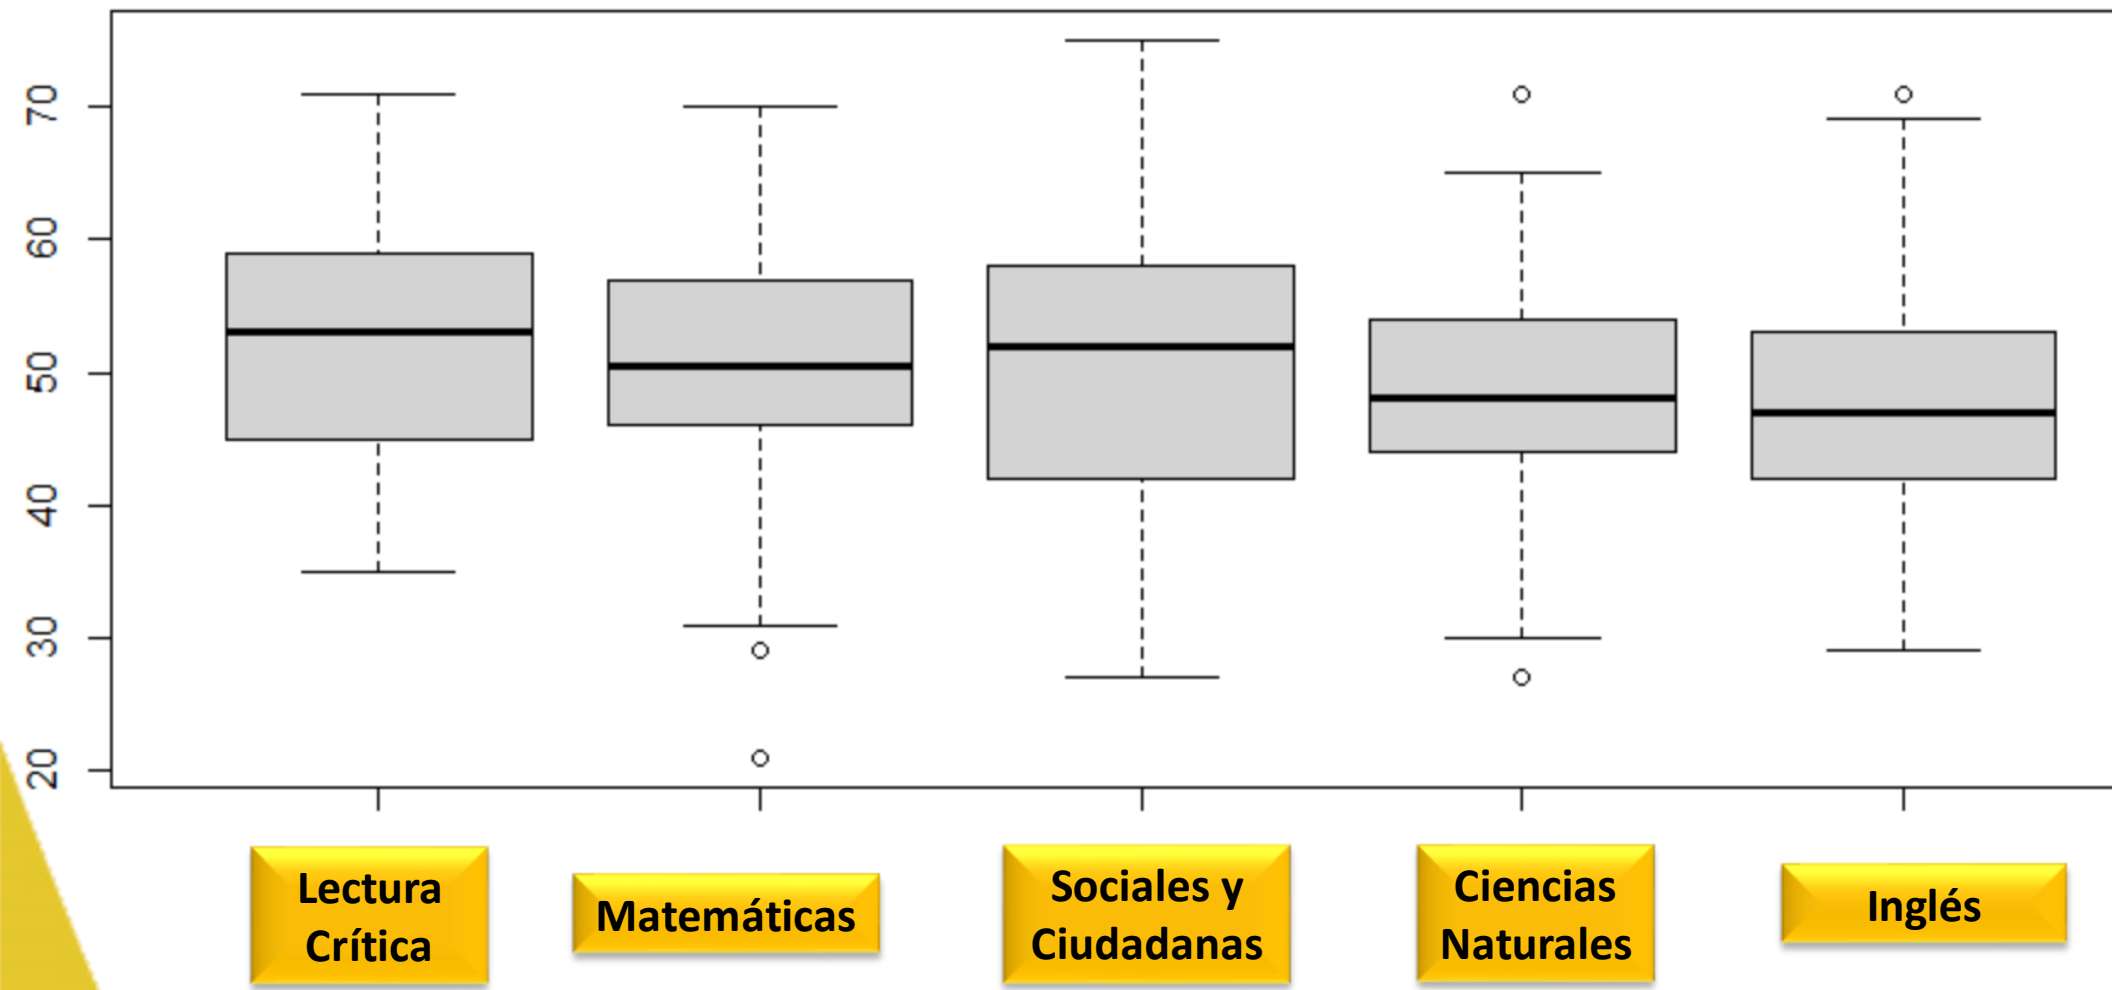 70
60
50
40
30
20
Lectura
Crítica
Matemáticas
Sociales y
Ciudadanas
Ciencias
Naturales
Inglés